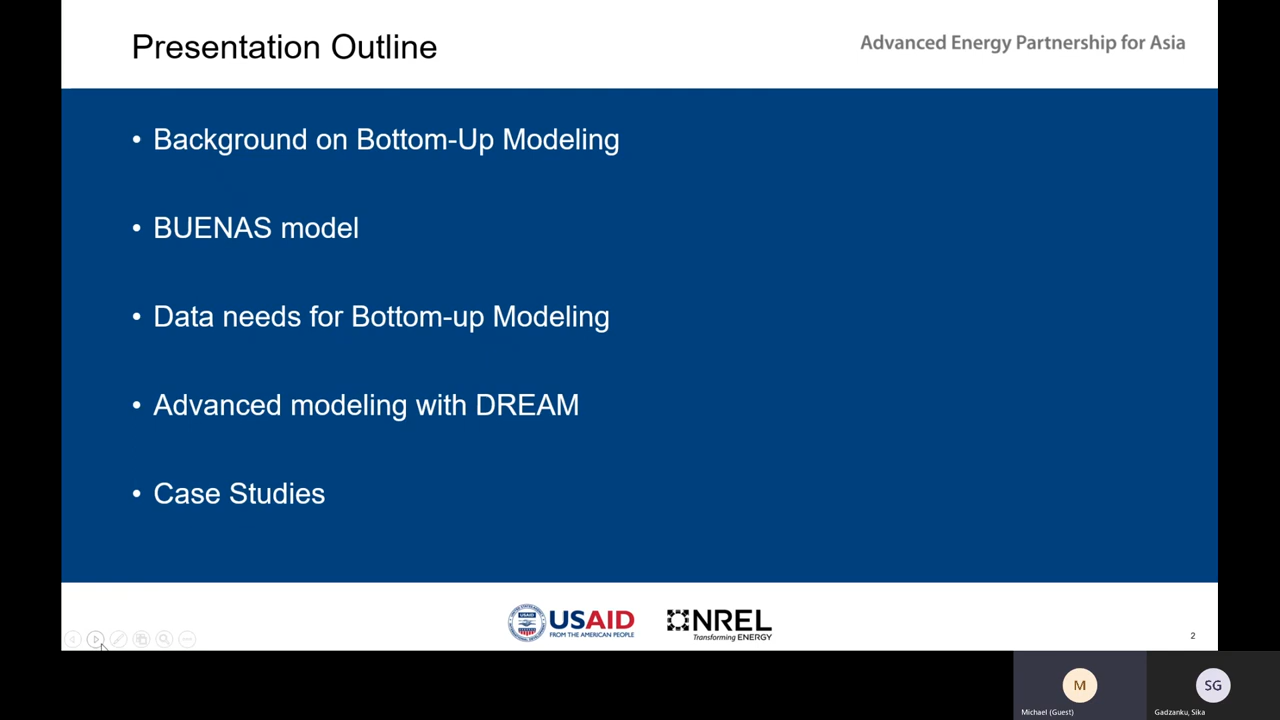 Presentation Outline
Advanced Energy Partnership for Asia
• Background on Bottom-Up Modeling
• BUENAS model
• Data needs for Bottom-up Modeling
• Advanced modeling with DREAM
• Case Studies
USAID
FROM THE AMERICAN PEOPLE
NREL
Transforming ENERGY
2
M
SG
Michael (Guest)
Gadzanku, Sika